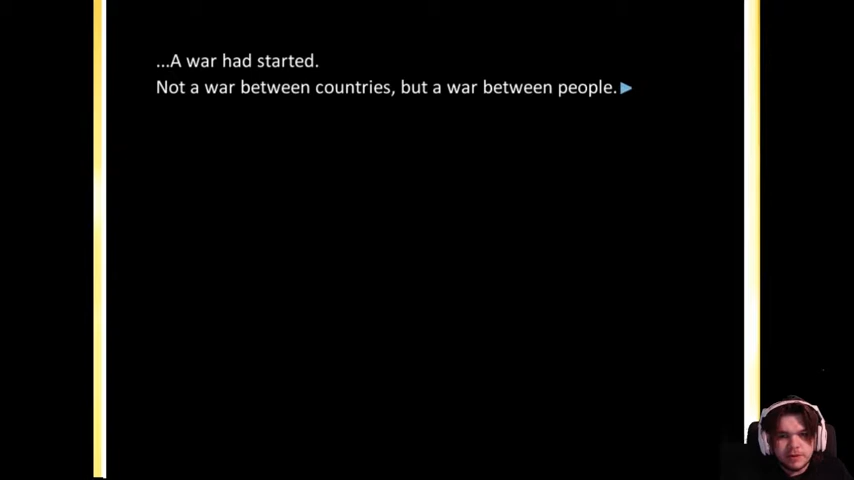 ...A war had started.
Not a war between countries, but a war between people.